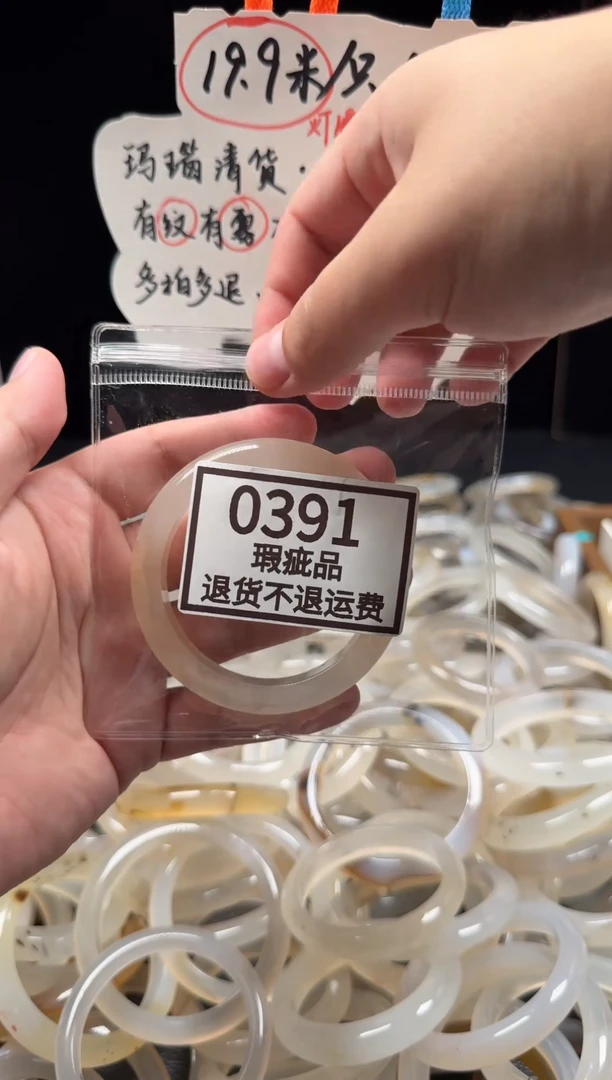 19.9米/只
玛瑙清货
有纹有雾
多拍多退
0391
瑕疵品
退货不退运费